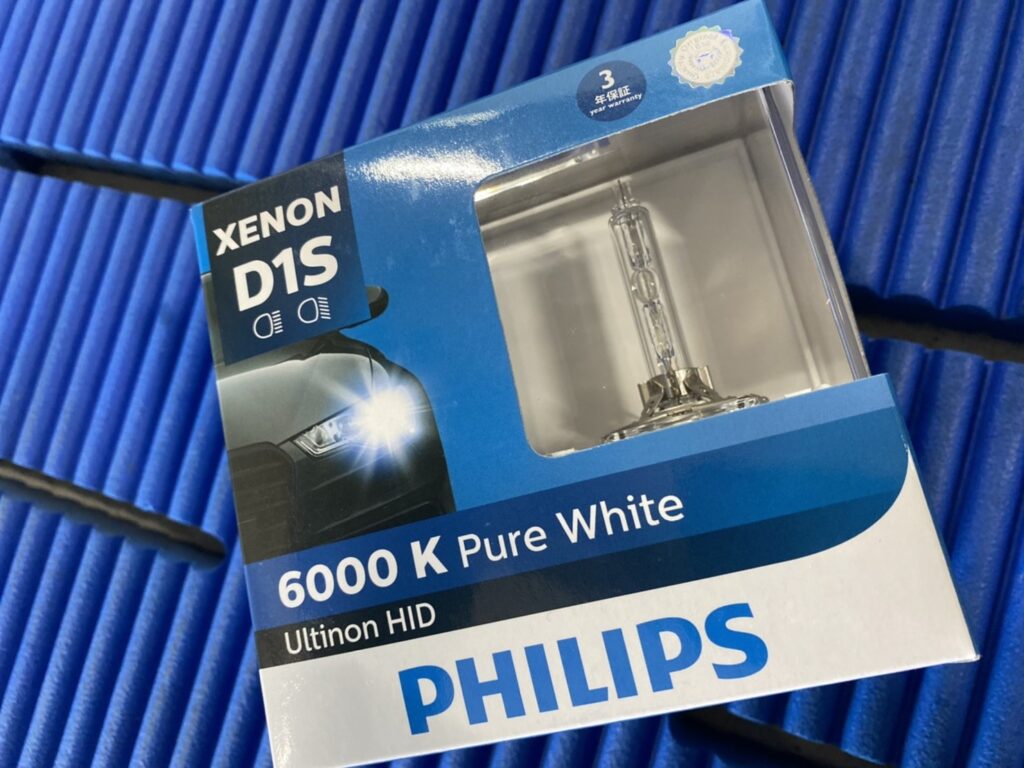 3
年保証
year warranty
XENON
D1S
6000 K Pure White
Ultinon HID
PHILIPS